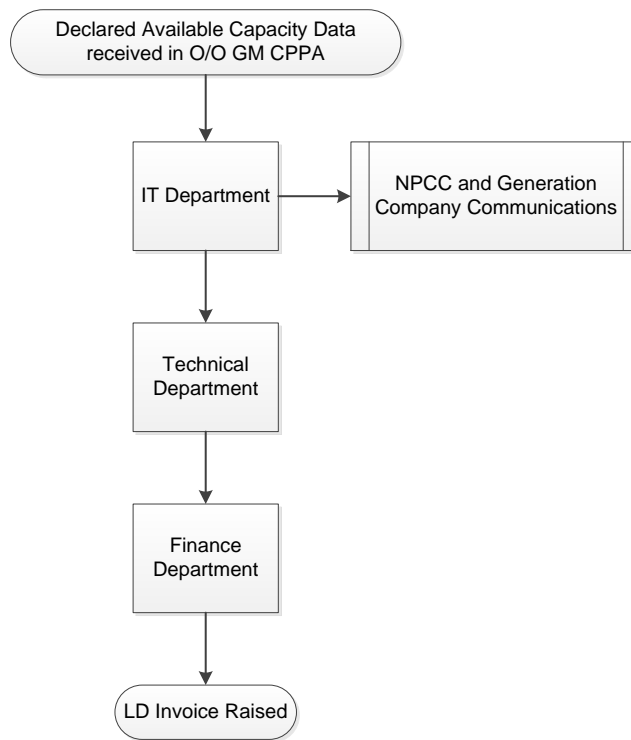 Declared Available Capacity Data
received in O/O GM CPPA
IT Department
NPCC and Generation
Company Communications
Technical
Department
Finance
Department
LD Invoice Raised